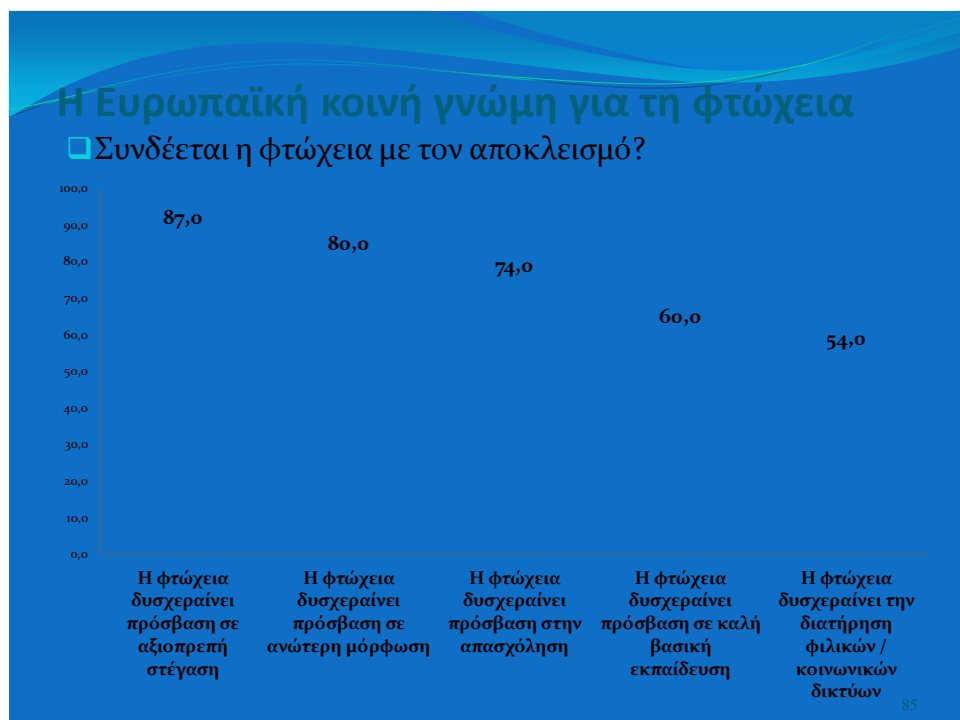 Η Ευρωπαϊκή κοινή γνώμη για τη φτώχεια
Συνδέεται η φτώχεια με τον αποκλεισμό?
100,0
90,0
80,0
70,0
60,0
50,0
40,0
30,0
20,0
10,0
0,0
87,0
80,0
74,0
60,0
54,0
Η φτώχεια
δυσχεραίνει
πρόσβαση σε
αξιοπρεπή
στέγαση
Η φτώχεια
δυσχεραίνει
πρόσβαση σε
ανώτερη μόρφωση
Η φτώχεια
δυσχεραίνει
πρόσβαση στην
απασχόληση
Η φτώχεια
δυσχεραίνει
πρόσβαση σε καλή
βασική
εκπαίδευση
Η φτώχεια
δυσχεραίνει την
διατήρηση
φιλικών /
κοινωνικών
δικτύων
85